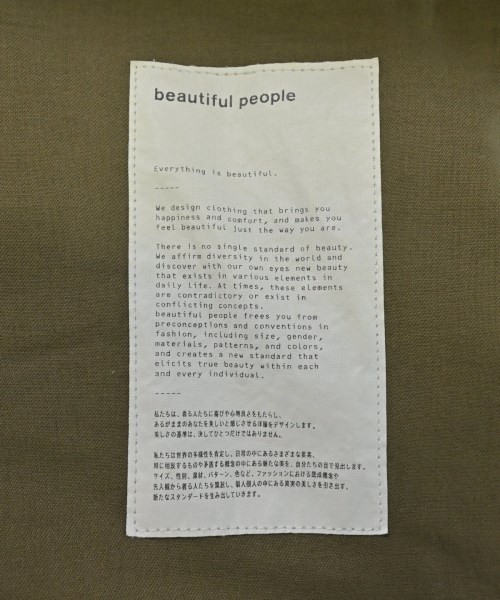 beautiful people
Everything is beautiful.
-----
We design clothing that brings you
happiness and comfort, and makes you
feel beautiful just the way you are.
There is no single standard of beauty.
We affirm diversity in the world and
discover with our own eyes new beauty
that exists in various elements in
daily life. At times, these elements
are contradictory or exist in
conflicting concepts.
beautiful people frees you from
preconceptions and conventions in
fashion, including size, gender,
materials, patterns, and colors,
and creates a new standard that
elicits true beauty within each
and every individual.
-----
私たちは、着る人たちに喜びや心地良さをもたらし、
あるがままのあなたを美しいと感じさせる洋服をデザインします。
美しさの基準は、決してひとつだけではありません。
私たちは世界の多様性を肯定し、日常の中にあるさまざまな要素、
時に相反するものや矛盾する概念の中にある新たな美を、自分たちの目で見出します。
サイズ、性別、素材、パターン、色など、ファッションにおける既成概念や
先入観から着る人たちを解放し、個人個人の中にある真実の美しさを引き出す、
新たなスタンダードを生み出していきます。